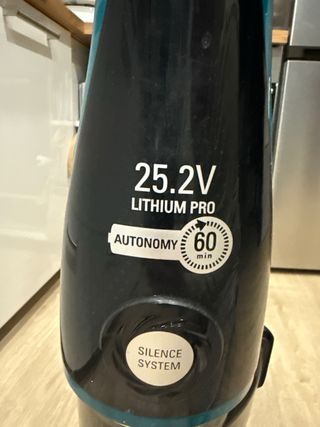 25.2V
LITHIUM PRO
AUTONOMY 60
min
SILENCE
SYSTEM